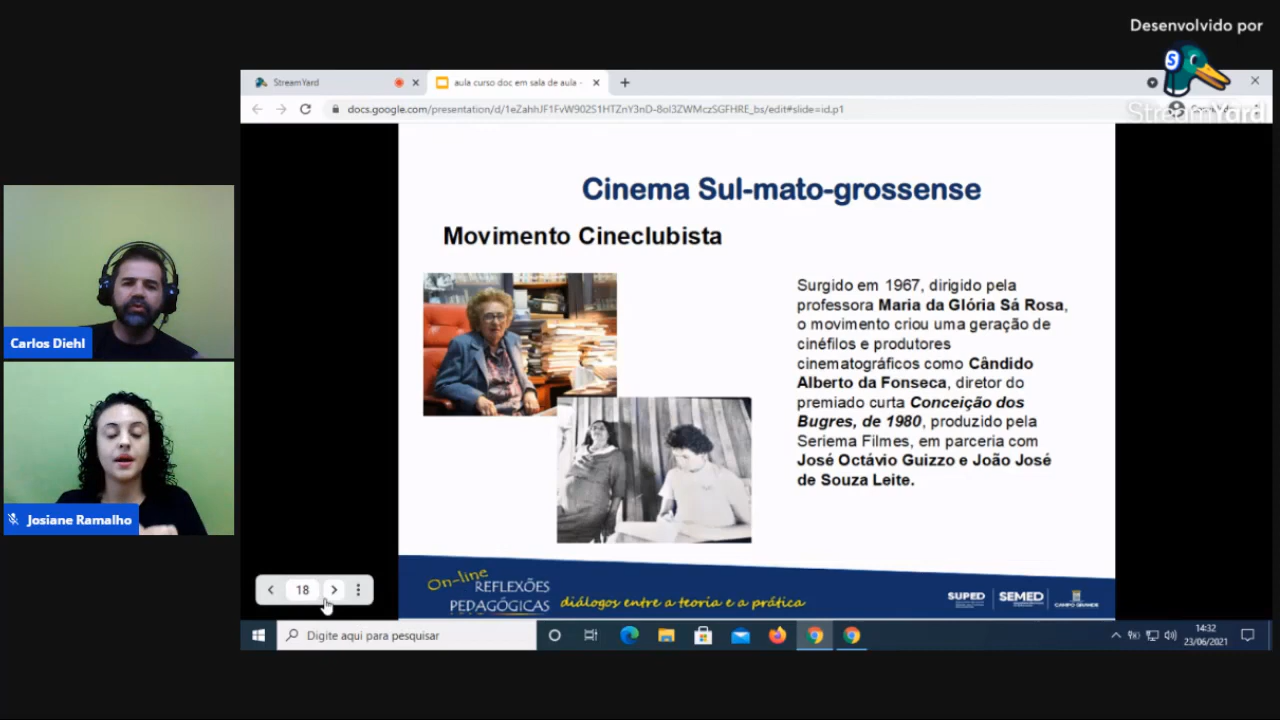 Desenvolvido por
StreamYard
StreamYard
aula curso doc em sala de aula -
docs.google.com/presentation/d/1eZahhJF1FvW902S1HTZnY3nD-8oI3ZWMczSGFHRE_bs/edit#slide=id.p1
Cinema Sul-mato-grossense
Movimento Cineclubista
Surgido em 1967, dirigido pela
professora Maria da Glória Sá Rosa,
o movimento criou uma geração de
cinéfilos e produtores
cinematográficos como Cândido
Alberto da Fonseca, diretor do
premiado curta Conceição dos
Bugres, de 1980, produzido pela
Seriema Filmes, em parceria com
José Octávio Guizzo e João José
de Souza Leite.
Carlos Diehl
Josiane Ramalho
18
On-line
REFLEXÕES
PEDAGÓGICAS
diálogos entre a teoria e a prática
SUPED
SEMED
CAMPO GRANDE
Digite aqui para pesquisar
14:32
23/06/2021